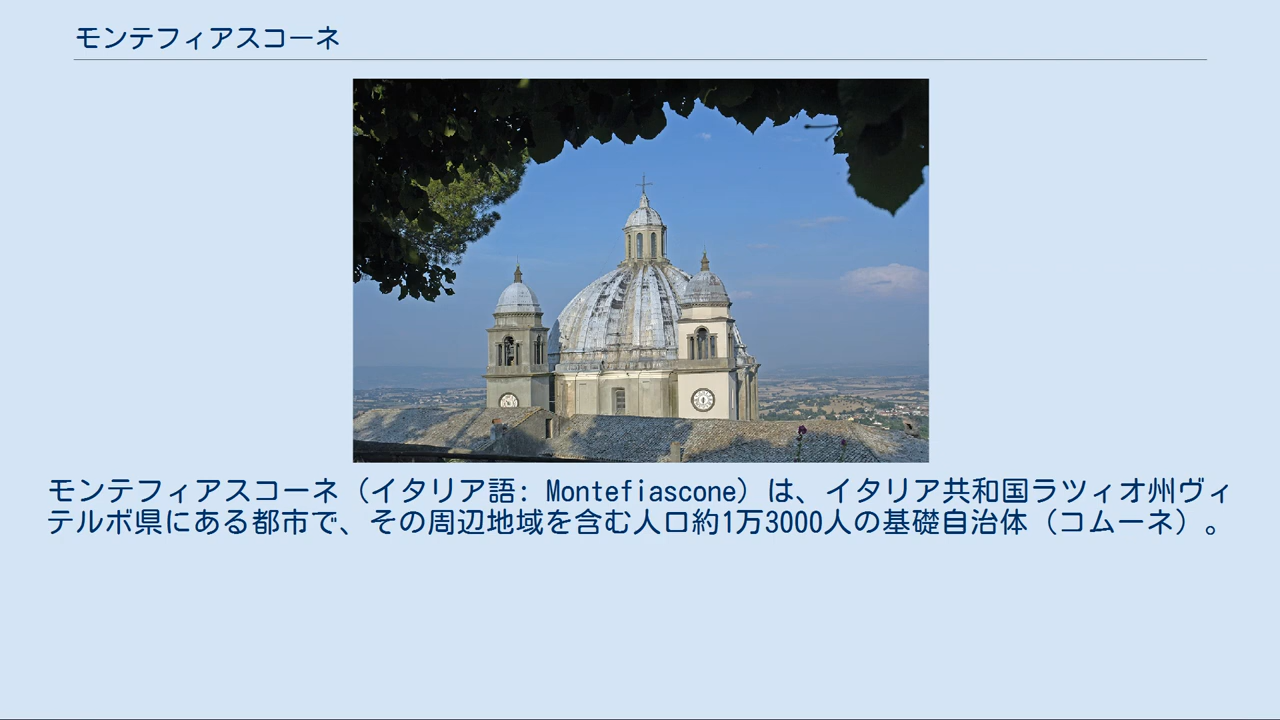 モンテフィアスコーネ
モンテフィアスコーネ（イタリア語: Montefiascone）は、イタリア共和国ラツィオ州ヴィ
テルボ県にある都市で、その周辺地域を含む人口約1万3000人の基礎自治体（コムーネ）。